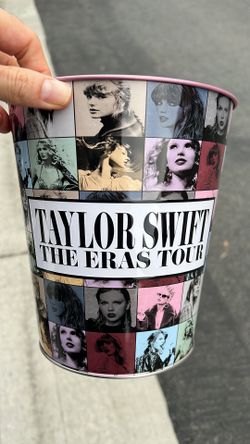 TAYLOR SWIFT
THE ERAS TOUR